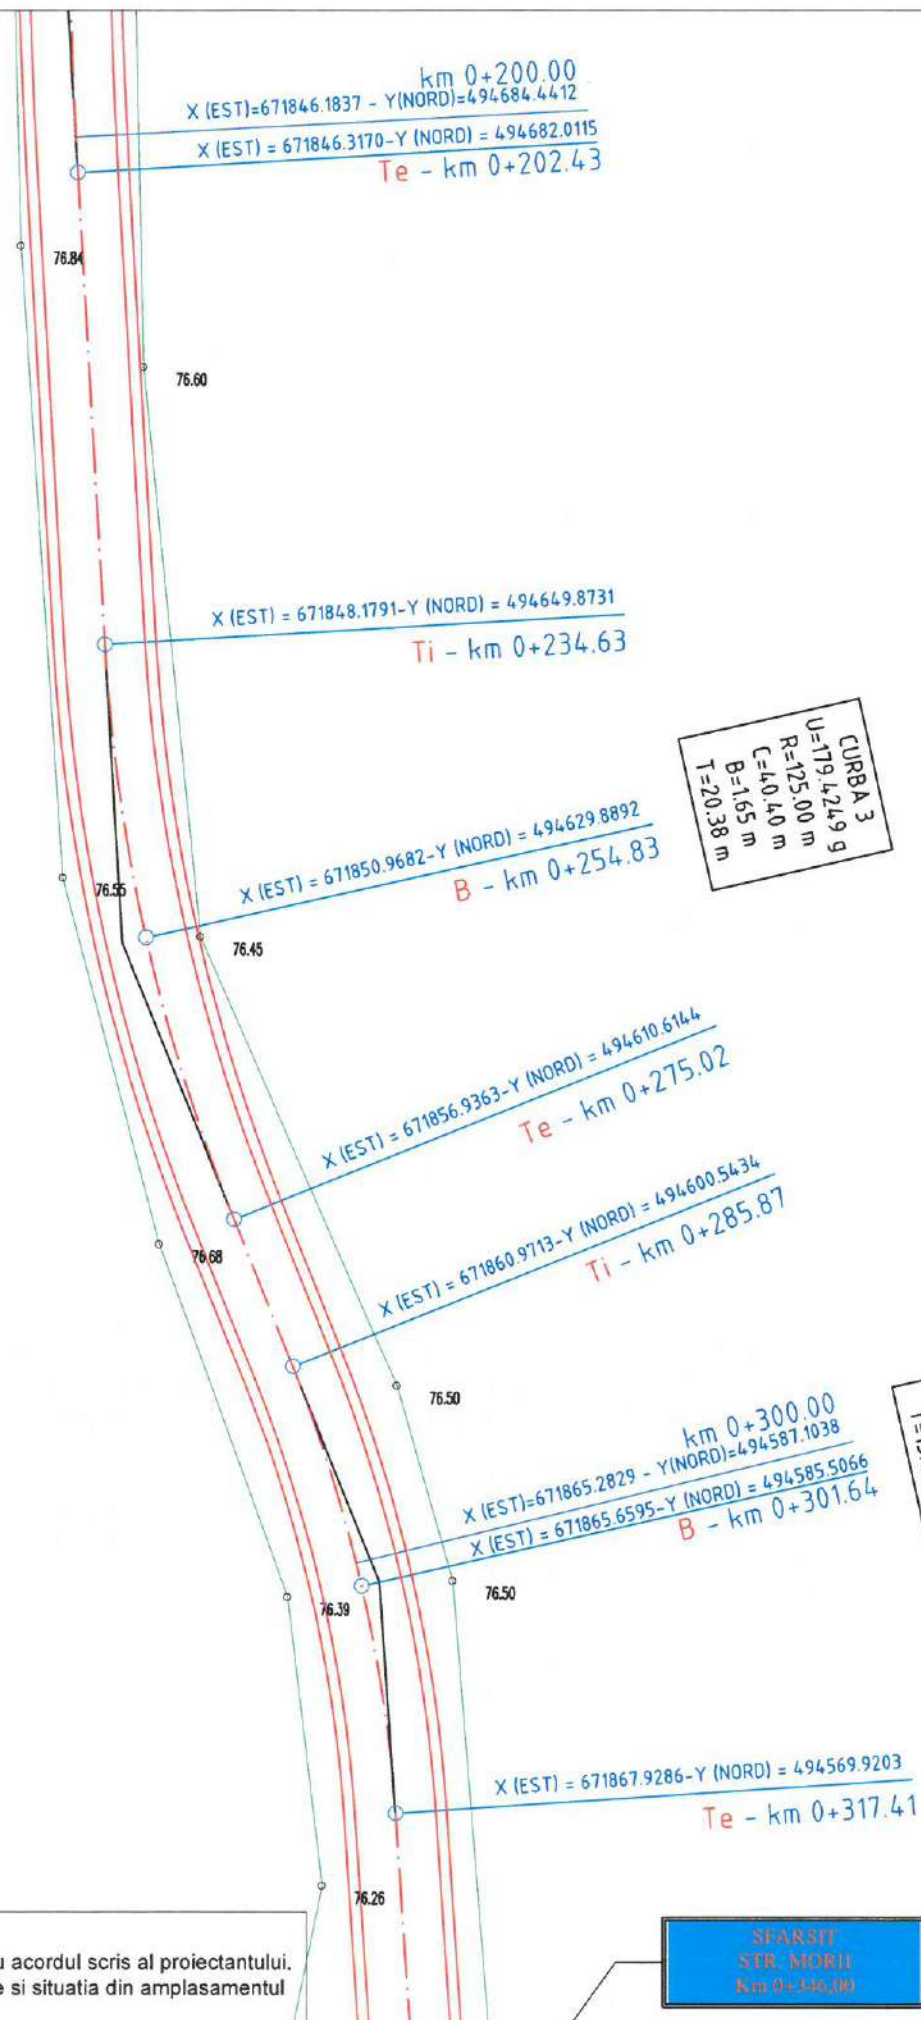 km 0+200.00
X (EST)=671846.1837 - Y(NORD)=494684.4412
X (EST) = 671846.3170-Y (NORD) = 494682.0115
Te - km 0+202.43
76.84
76.60
X (EST) = 671848.1791-Y (NORD) = 494649.8731
Ti - km 0+234.63
CURBA 3
U=179.4249 g
R=125.00 m
C=40.40 m
B=1.65 m
T=20.38 m
X (EST) = 671850.9682-Y (NORD) = 494629.8892
B - km 0+254.83
76.55
76.45
X (EST) = 671856.9363-Y (NORD) = 494610.6144
Te - km 0+275.02
76.68
X (EST) = 671860.9713-Y (NORD) = 494600.5434
Ti - km 0+285.87
76.50
km 0+300.00
X (EST)=671865.2829 - Y(NORD)=494587.1038
X (EST) = 671865.6595-Y (NORD) = 494585.5066
B - km 0+301.64
76.39
76.50
X (EST) = 671867.9286-Y (NORD) = 494569.9203
Te - km 0+317.41
76.26
acordul scris al proiectantului.
si situatia din amplasamentul
SFARSIT
STR. MORII
Km 0+346,00